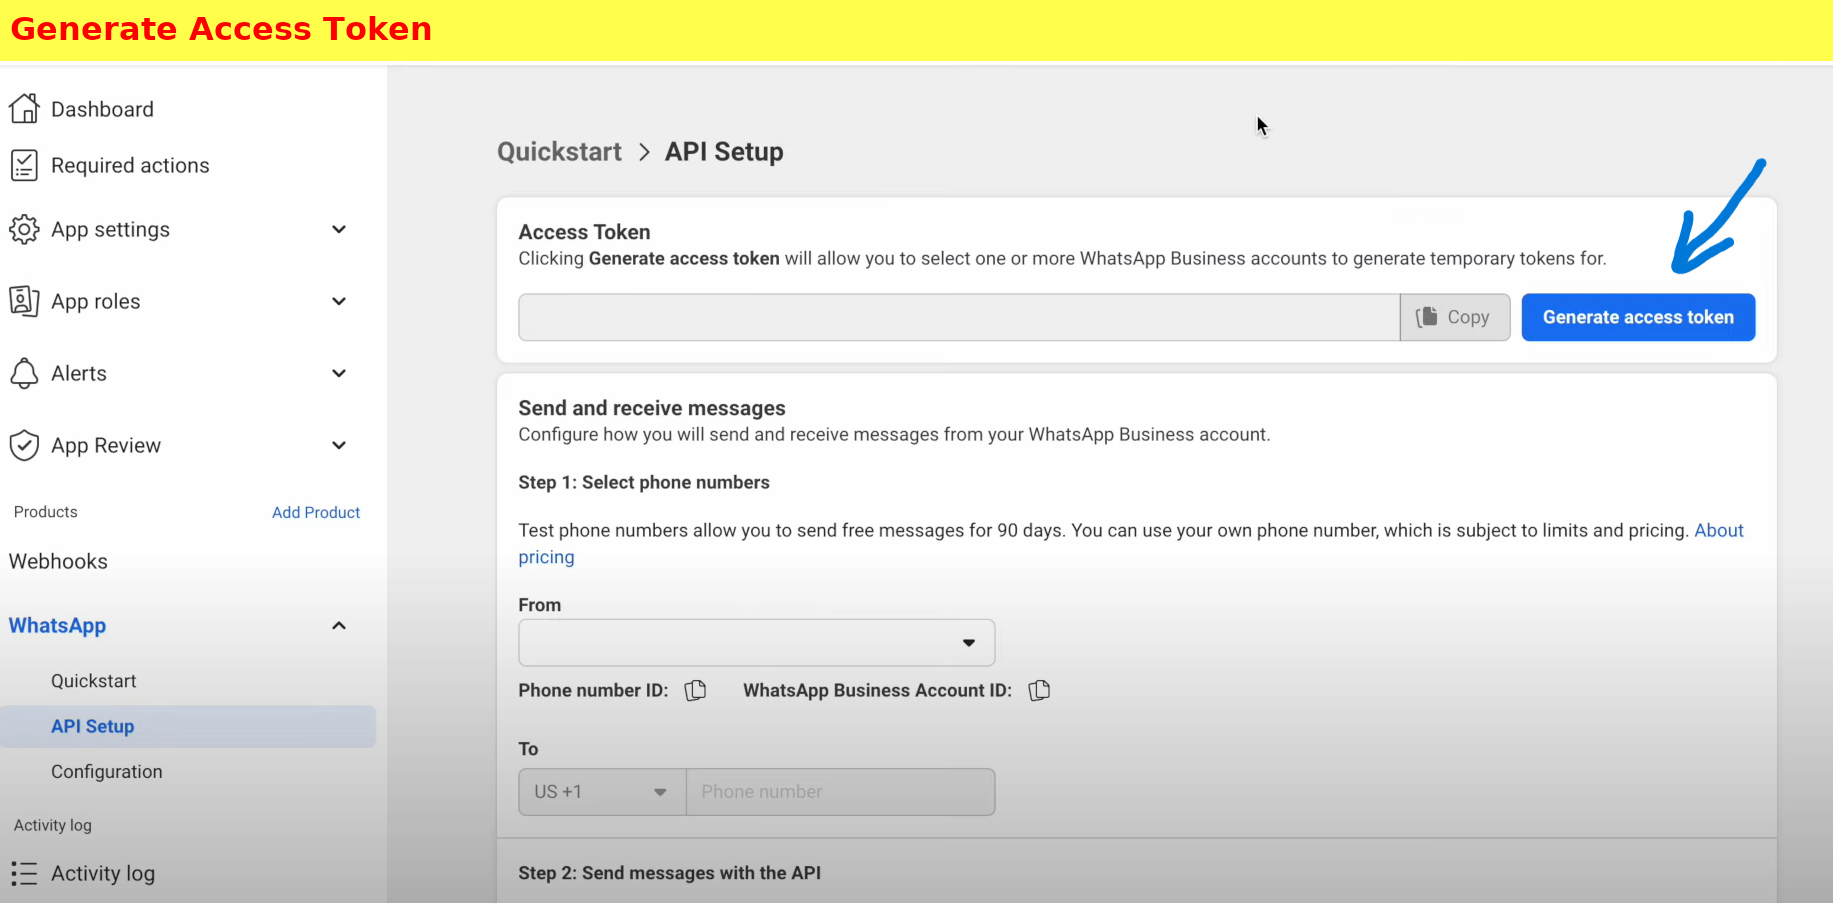 Generate Access Token
Dashboard
Required actions
App settings
App roles
Alerts
App Review
Products
Add Product
Webhooks
WhatsApp
Quickstart
API Setup
Configuration
Activity log
Activity log
Quickstart > API Setup
Access Token
Clicking Generate access token will allow you to select one or more WhatsApp Business accounts to generate temporary tokens for.
Copy
Generate access token
Send and receive messages
Configure how you will send and receive messages from your WhatsApp Business account.
Step 1: Select phone numbers
Test phone numbers allow you to send free messages for 90 days. You can use your own phone number, which is subject to limits and pricing. About
pricing
From
Phone number ID:
WhatsApp Business Account ID:
To
US +1
Phone number
Step 2: Send messages with the API